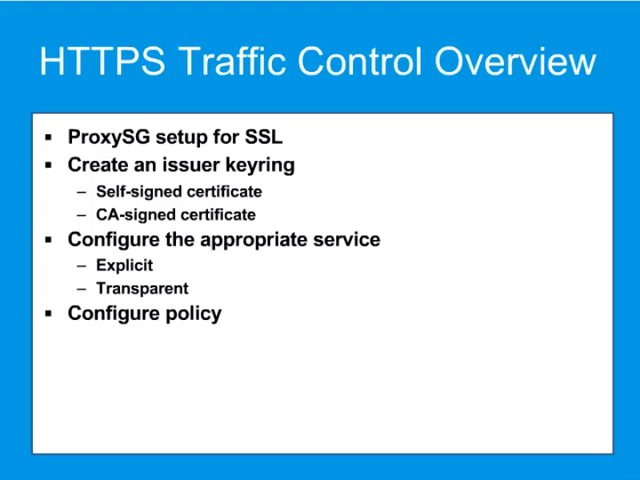 HTTPS Traffic Control Overview
▪ ProxySG setup for SSL
▪ Create an issuer keyring
– Self-signed certificate
– CA-signed certificate
▪ Configure the appropriate service
– Explicit
– Transparent
▪ Configure policy